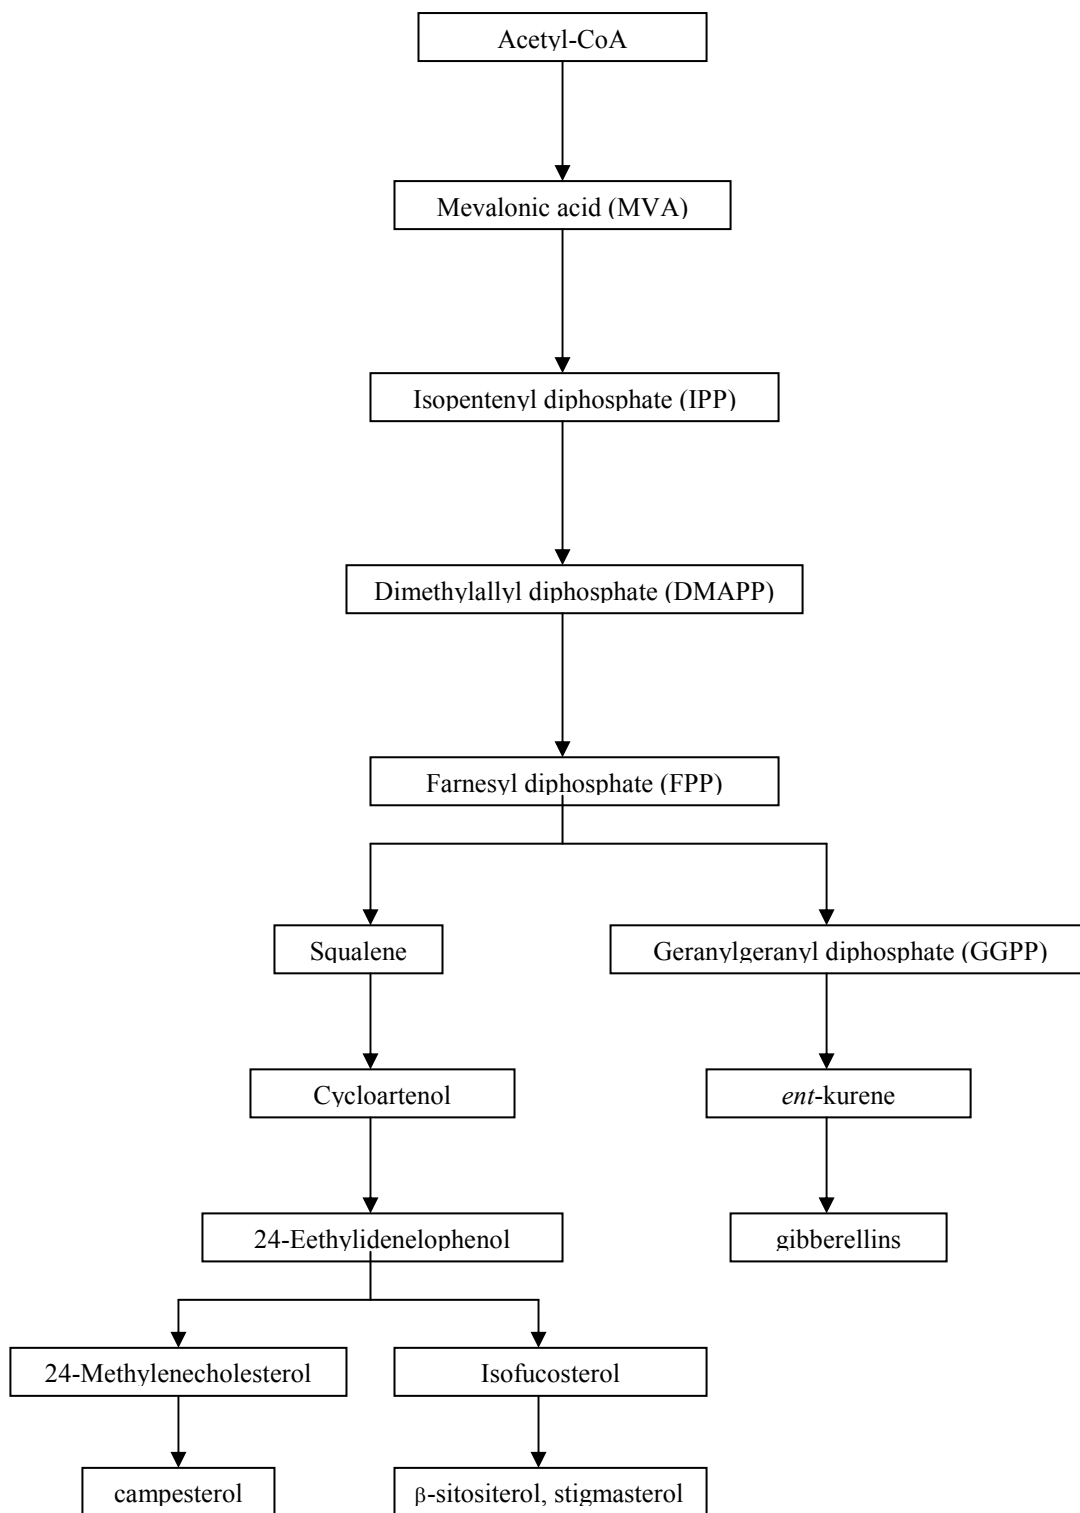 Acetyl-CoA
Mevalonic acid (MVA)
Isopentenyl diphosphate (IPP)
Dimethylallyl diphosphate (DMAPP)
Farnesyl diphosphate (FPP)
Squalene
Geranylgeranyl diphosphate (GGPP)
Cycloartenol
ent-kurene
24-Eethylidenelophenol
gibberellins
24-Methylenecholesterol
Isofucosterol
campesterol
β-sitositerol, stigmasterol